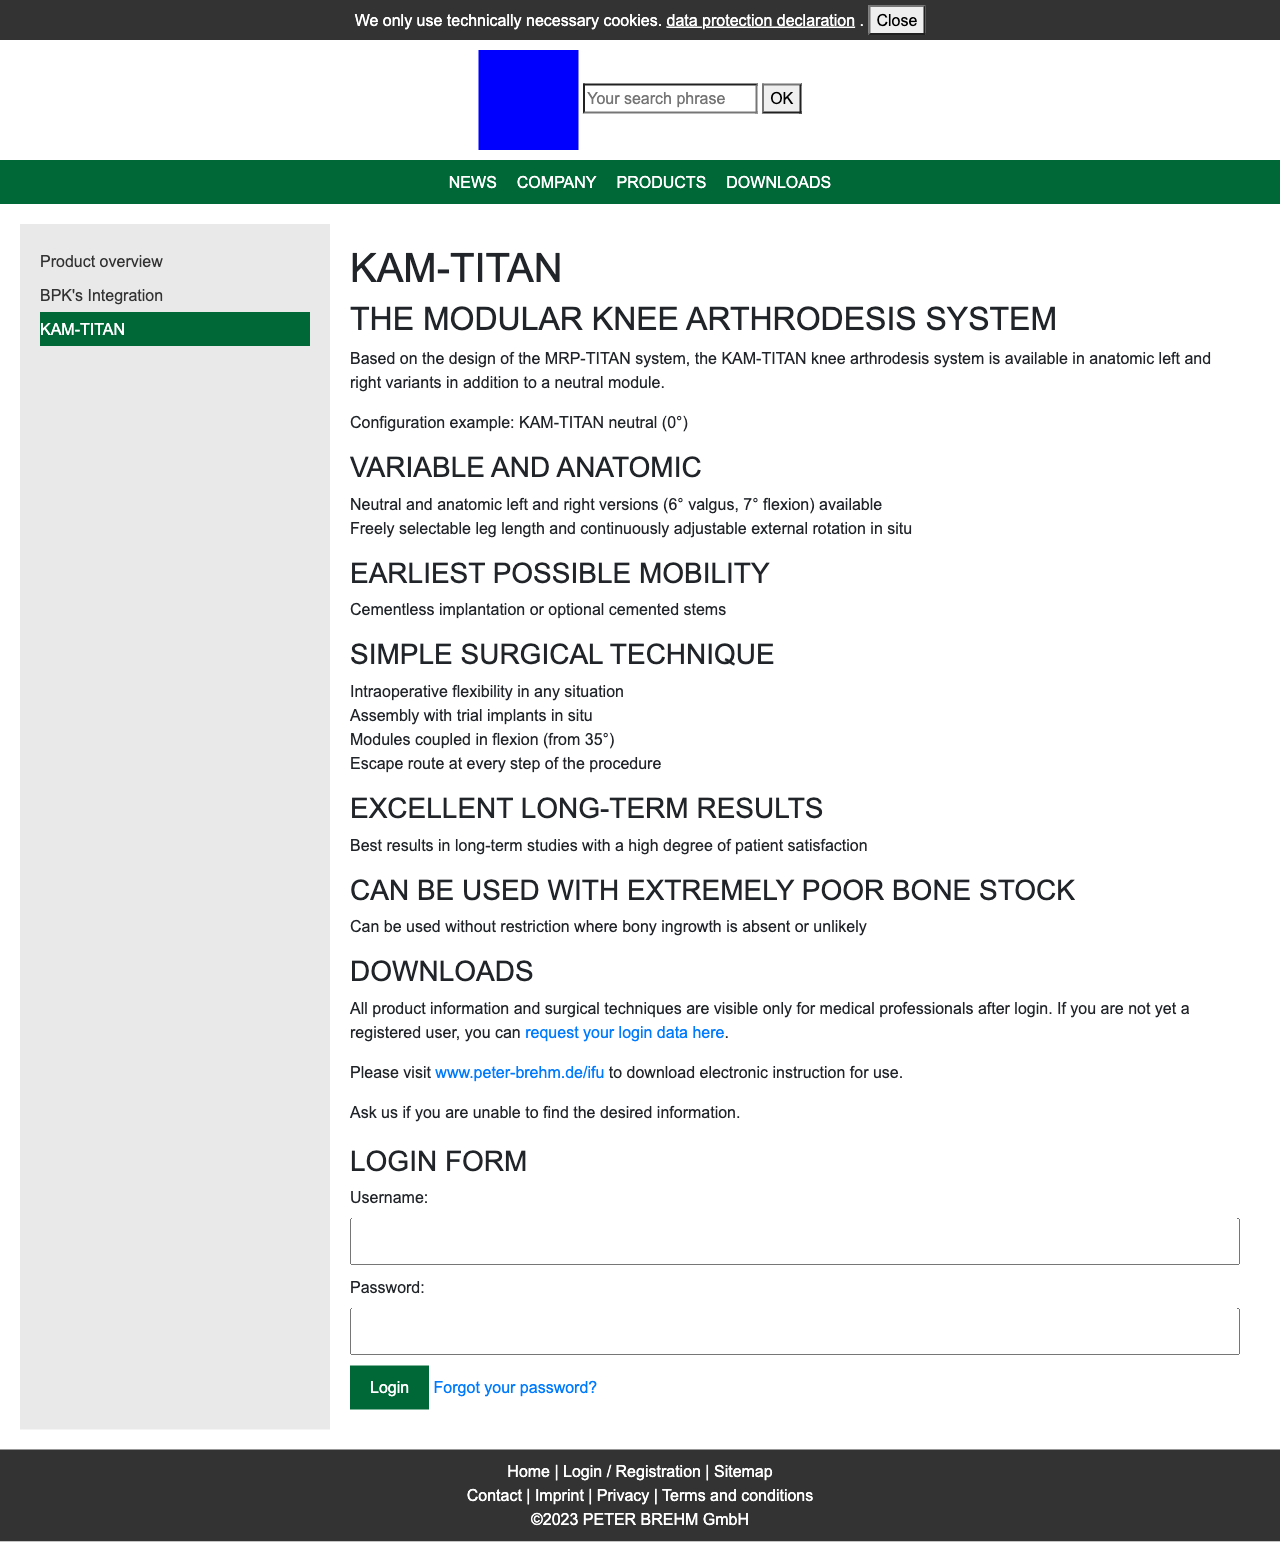 We only use technically necessary cookies. data protection declaration . Close
Your search phrase OK
NEWS COMPANY PRODUCTS DOWNLOADS
Product overview
BPK's Integration
KAM-TITAN
KAM-TITAN
THE MODULAR KNEE ARTHRODESIS SYSTEM
Based on the design of the MRP-TITAN system, the KAM-TITAN knee arthrodesis system is available in anatomic left and
right variants in addition to a neutral module.
Configuration example: KAM-TITAN neutral (0°)
VARIABLE AND ANATOMIC
Neutral and anatomic left and right versions (6° valgus, 7° flexion) available
Freely selectable leg length and continuously adjustable external rotation in situ
EARLIEST POSSIBLE MOBILITY
Cementless implantation or optional cemented stems
SIMPLE SURGICAL TECHNIQUE
Intraoperative flexibility in any situation
Assembly with trial implants in situ
Modules coupled in flexion (from 35°)
Escape route at every step of the procedure
EXCELLENT LONG-TERM RESULTS
Best results in long-term studies with a high degree of patient satisfaction
CAN BE USED WITH EXTREMELY POOR BONE STOCK
Can be used without restriction where bony ingrowth is absent or unlikely
DOWNLOADS
All product information and surgical techniques are visible only for medical professionals after login. If you are not yet a
registered user, you can request your login data here.
Please visit www.peter-brehm.de/ifu to download electronic instruction for use.
Ask us if you are unable to find the desired information.
LOGIN FORM
Username:
Password:
Login Forgot your password?
Home | Login / Registration | Sitemap
Contact | Imprint | Privacy | Terms and conditions
©2023 PETER BREHM GmbH